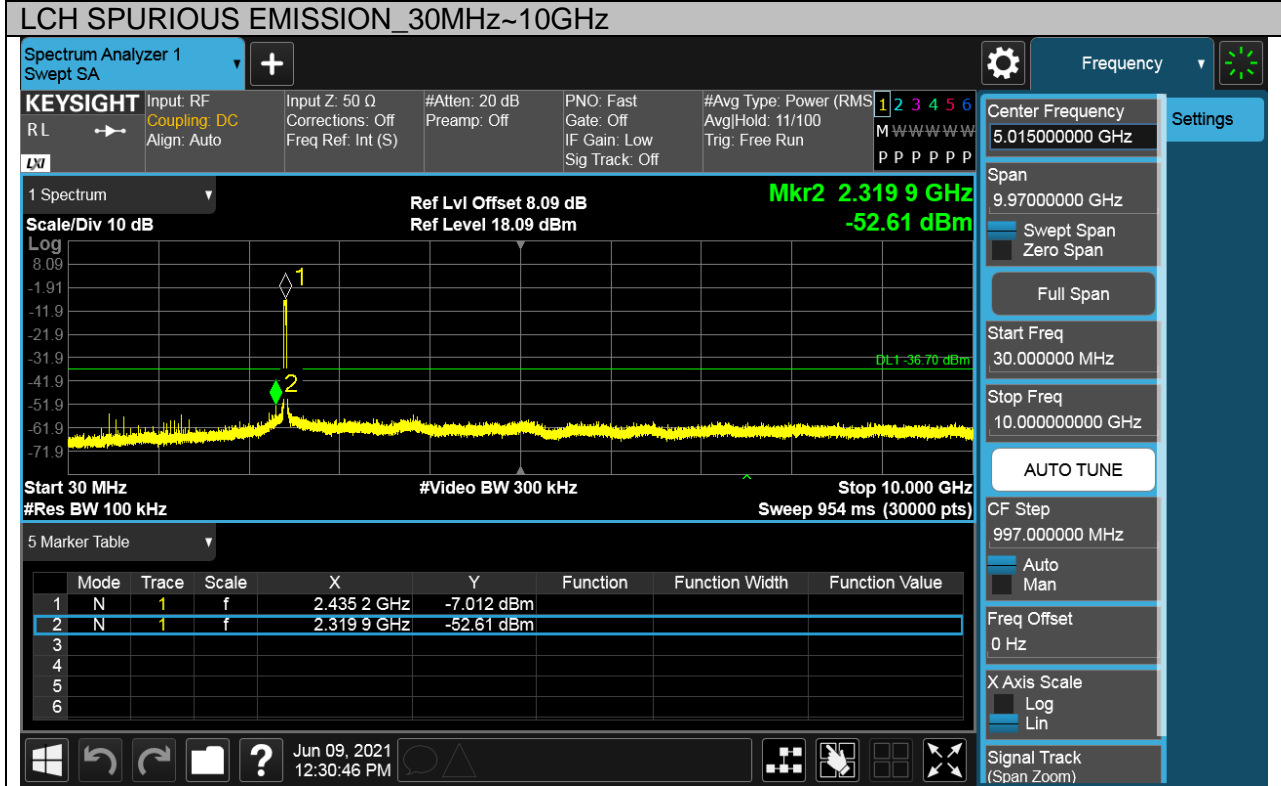 LCH SPURIOUS EMISSION_30MHz~10GHz
Spectrum Analyzer 1
Swept SA
Frequency
KEYSIGHT
RL
LXI
Input: RF
Coupling: DC
Align: Auto
Input Z: 50 Ω
Corrections: Off
Freq Ref: Int (S)
#Atten: 20 dB
Preamp: Off
PNO: Fast
Gate: Off
IF Gain: Low
Sig Track: Off
#Avg Type: Power (RMS
Avg|Hold: 11/100
Trig: Free Run
1 2 3 4 5 6
M W W W W W
P P P P P P
Settings
Center Frequency
5.015000000 GHz
Span
9.97000000 GHz
Swept Span
Zero Span
Full Span
Start Freq
30.000000 MHz
Stop Freq
10.000000000 GHz
AUTO TUNE
CF Step
997.000000 MHz
Auto
Man
Freq Offset
0 Hz
X Axis Scale
Log
Lin
Signal Track
(Span Zoom)
1 Spectrum
Scale/Div 10 dB
Ref Lvl Offset 8.09 dB
Ref Level 18.09 dBm
Mkr2 2.319 9 GHz
-52.61 dBm
Log
8.09
-1.91
-11.9
-21.9
-31.9
-41.9
-51.9
-61.9
-71.9
1
2
DL1 -36.70 dBm
Start 30 MHz
#Video BW 300 kHz
Stop 10.000 GHz
#Res BW 100 kHz
Sweep 954 ms (30000 pts)
5 Marker Table
Mode Trace Scale X Y Function Function Width Function Value
1 N 1 f 2.435 2 GHz -7.012 dBm
2 N 1 f 2.319 9 GHz -52.61 dBm
3
4
5
6
?
Jun 09, 2021
12:30:46 PM